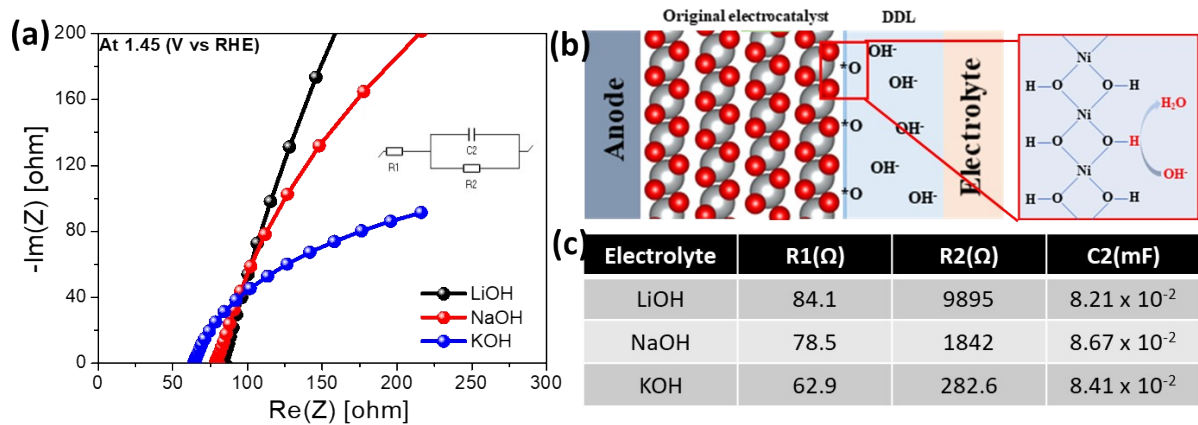 (a)
At 1.45 (V vs RHE)
-Im(Z) [ohm]
200
160
120
80
40
0
0 50 100 150 200 250 300
Re(Z) [ohm]
R1
C2
R2
LiOH
NaOH
KOH
(b)
Original electrocatalyst DDL
Anode
*O
*O
*O
OH-
OH-
OH-
OH-
OH-
Electrolyte
Ni
H O O H
Ni
H O O H
Ni
H O O H
H₂O
OH-
(c)
Electrolyte R1(Ω) R2(Ω) C2(mF)
LiOH 84.1 9895 8.21 x 10⁻²
NaOH 78.5 1842 8.67 x 10⁻²
KOH 62.9 282.6 8.41 x 10⁻²